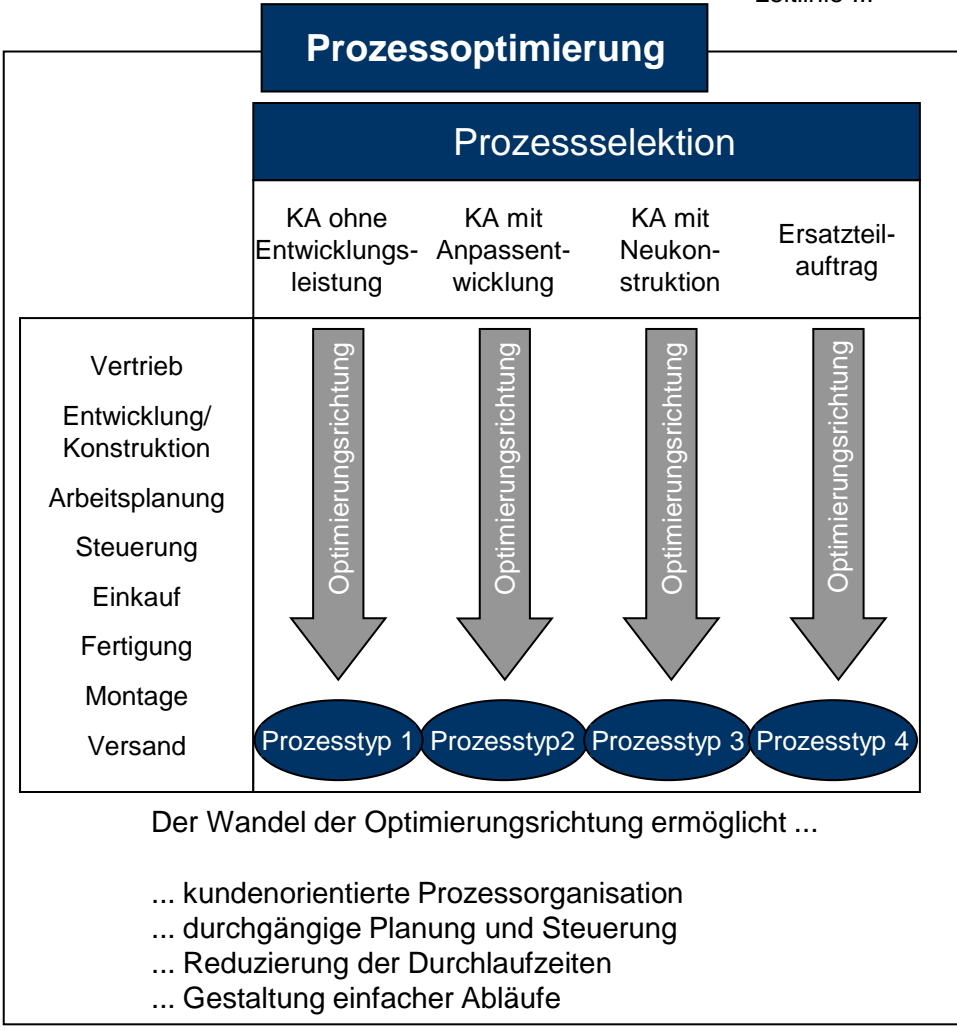 Prozessoptimierung
Prozessselektion
KA ohne
Entwicklungs-
leistung
KA mit
Anpassent-
wicklung
KA mit
Neukon-
struktion
Ersatzteil-
auftrag
Vertrieb
Entwicklung/
Konstruktion
Arbeitsplanung
Steuerung
Einkauf
Fertigung
Montage
Versand
Optimierungsrichtung
Optimierungsrichtung
Optimierungsrichtung
Optimierungsrichtung
Prozesstyp 1
Prozesstyp2
Prozesstyp 3
Prozesstyp 4
Der Wandel der Optimierungsrichtung ermöglicht ...
... kundenorientierte Prozessorganisation
... durchgängige Planung und Steuerung
... Reduzierung der Durchlaufzeiten
... Gestaltung einfacher Abläufe